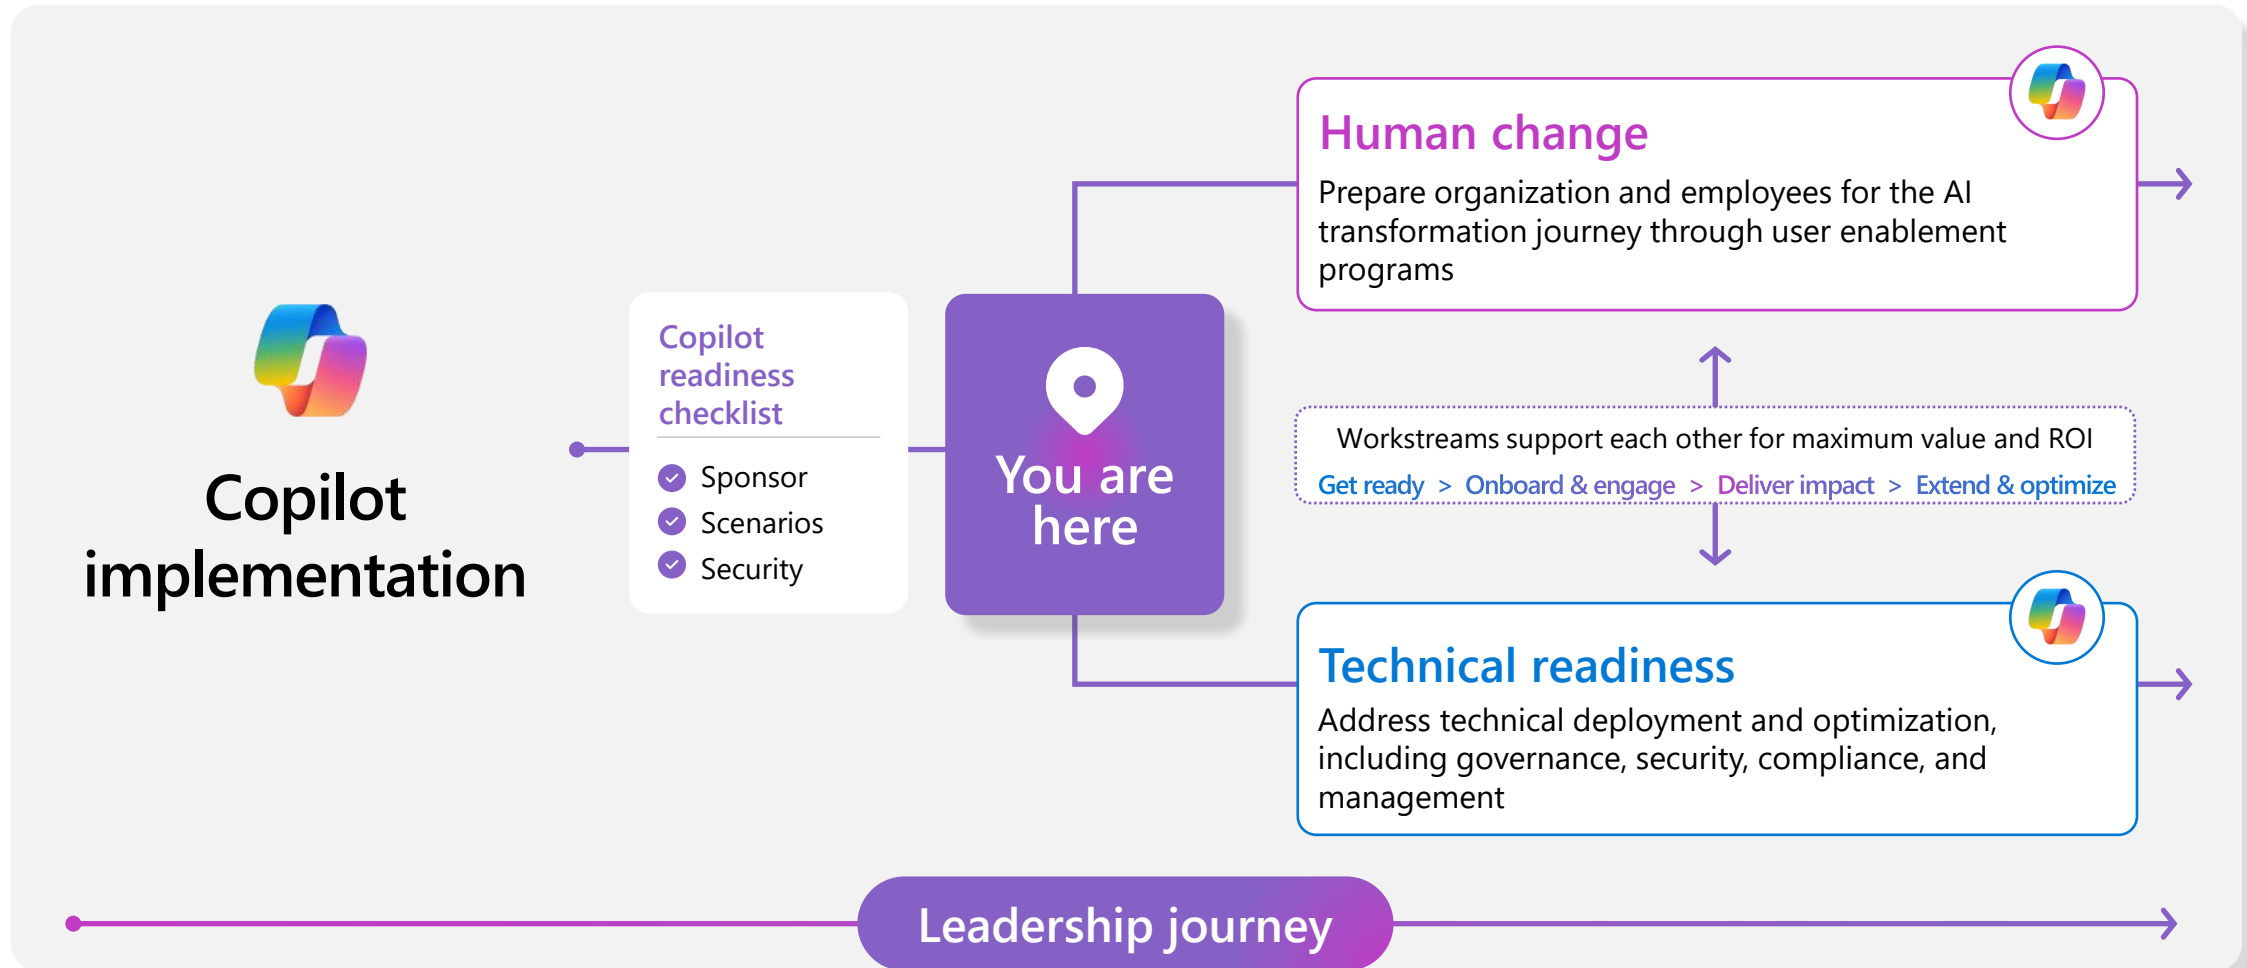 Copilot
implementation
Copilot
readiness
checklist
Sponsor
Scenarios
Security
You are
here
Human change
Prepare organization and employees for the AI
transformation journey through user enablement
programs
Workstreams support each other for maximum value and ROI
Get ready > Onboard & engage > Deliver impact > Extend & optimize
Technical readiness
Address technical deployment and optimization,
including governance, security, compliance, and
management
Leadership journey